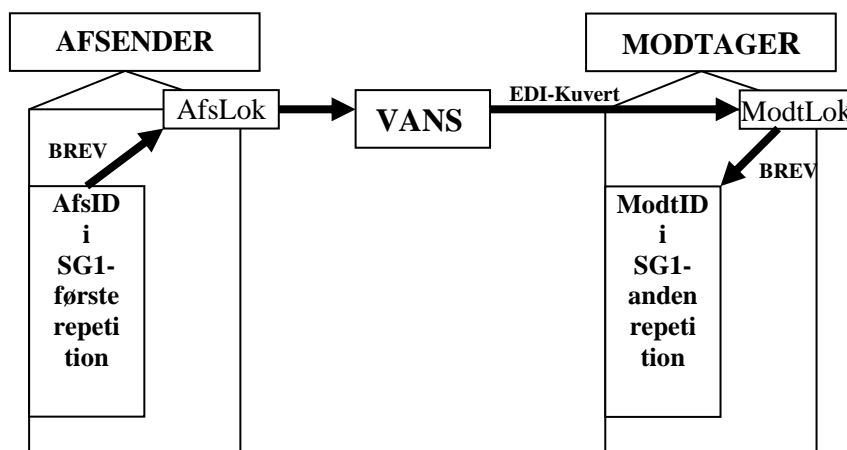 AFSENDER
MODTAGER
AfsLok
VANS
EDI-Kuvert
ModtLok
BREV
BREV
AfsID
i
SG1-
første
repeti
tion
ModtID
i
SG1-
anden
repeti
tion